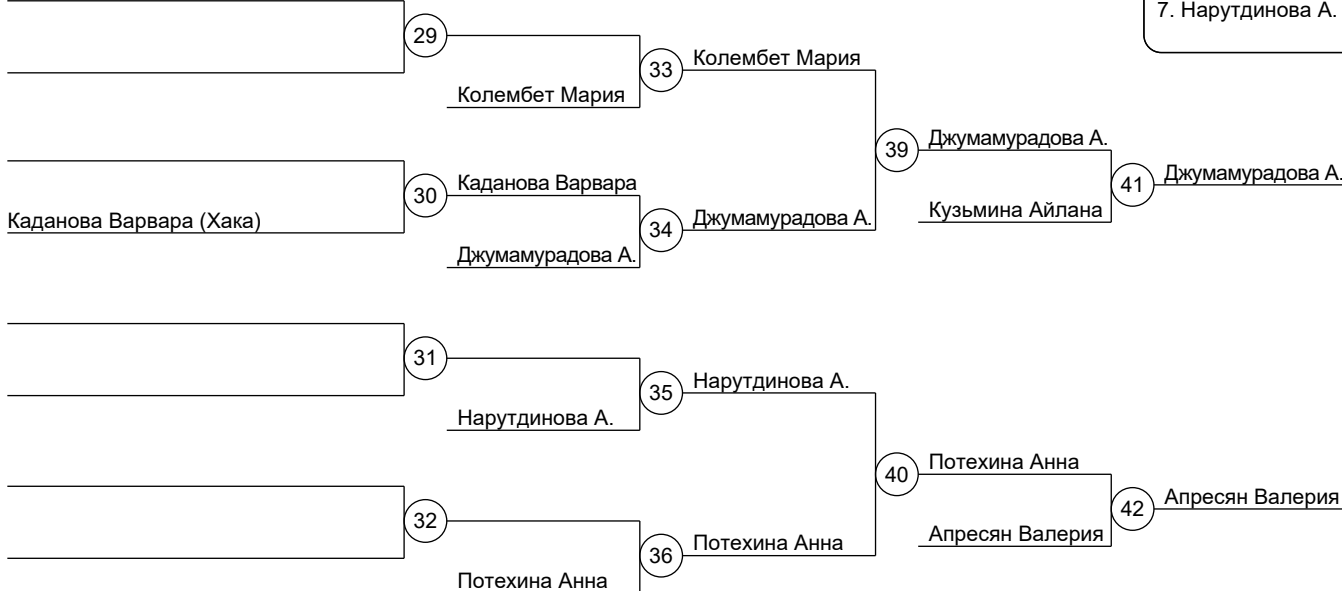 7. Нарутдинова А.
29
33
Колембет Мария
Колембет Мария
39
Джумамурадова А.
41
Джумамурадова А.
Кузьмина Айлана
30
Каданова Варвара
Каданова Варвара (Хака)
34
Джумамурадова А.
Джумамурадова А.
31
35
Нарутдинова А.
Нарутдинова А.
40
Потехина Анна
42
Апресян Валерия
Апресян Валерия
32
36
Потехина Анна
Потехина Анна